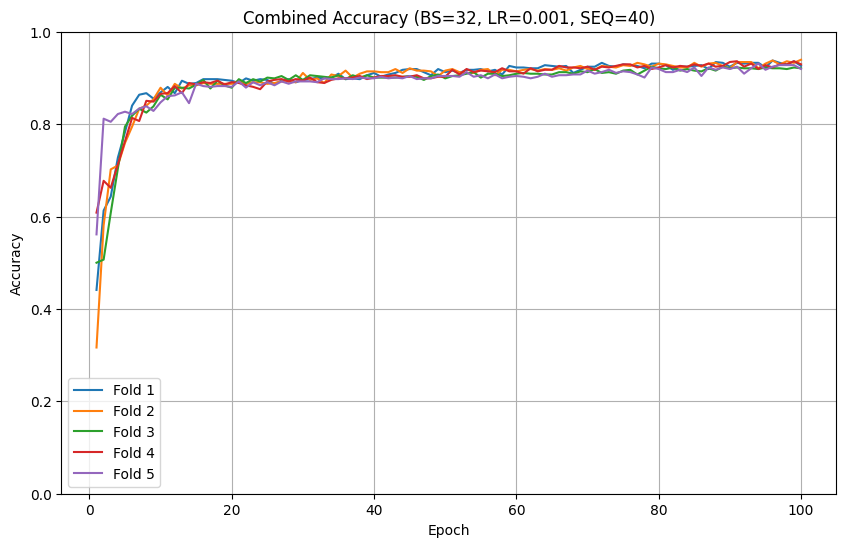 Combined Accuracy (BS=32, LR=0.001, SEQ=40)
1.0
0.8
0.6
0.4
0.2
0.0
Accuracy
Fold 1
Fold 2
Fold 3
Fold 4
Fold 5
0 20 40 60 80 100
Epoch